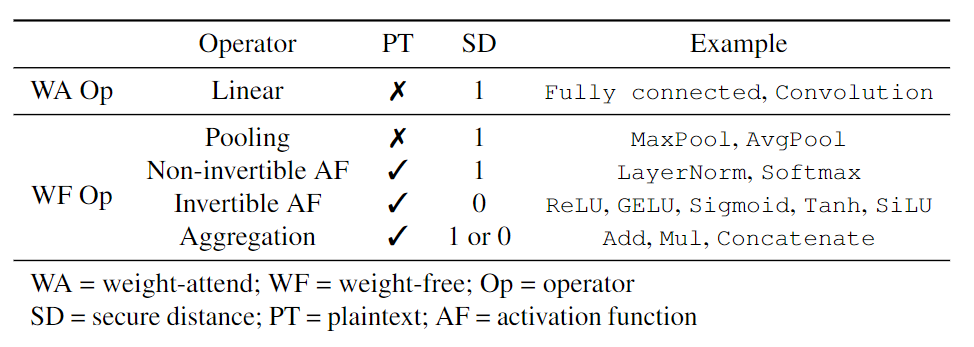 Operator PT SD Example
WA Op Linear ✗ 1 Fully connected, Convolution
Pooling ✗ 1 MaxPool, AvgPool
Non-invertible AF ✓ 1 LayerNorm, Softmax
WF Op
Invertible AF ✓ 0 ReLU, GELU, Sigmoid, Tanh, SiLU
Aggregation ✓ 1 or 0 Add, Mul, Concatenate
WA = weight-attend; WF = weight-free; Op = operator
SD = secure distance; PT = plaintext; AF = activation function